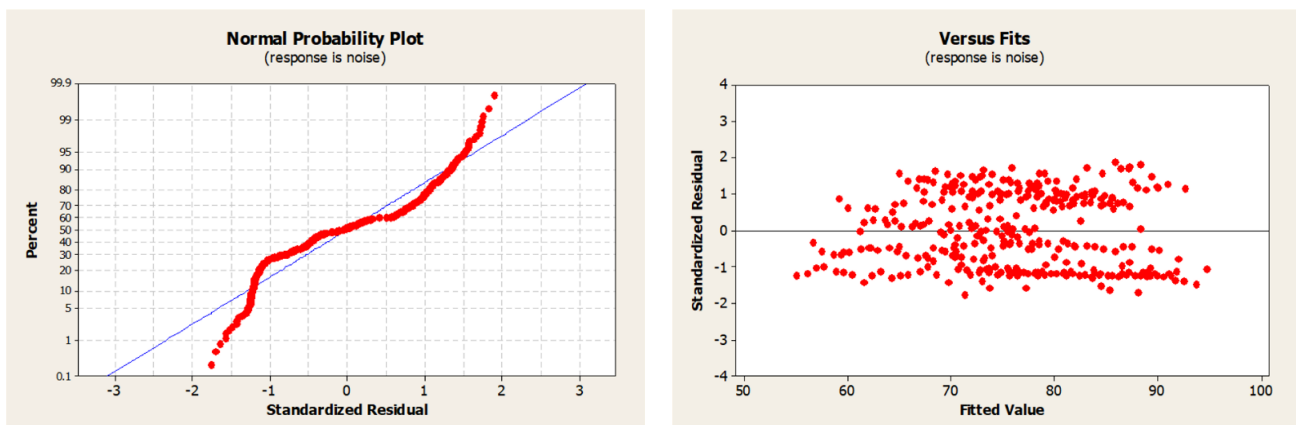 Normal Probability Plot
(response is noise)
99.9
99
95
90
80
70
60
50
40
30
20
10
5
1
0.1
Percent
-3 -2 -1 0 1 2 3
Standardized Residual
Versus Fits
(response is noise)
4
3
2
1
0
-1
-2
-3
-4
Standardized Residual
50 60 70 80 90 100
Fitted Value